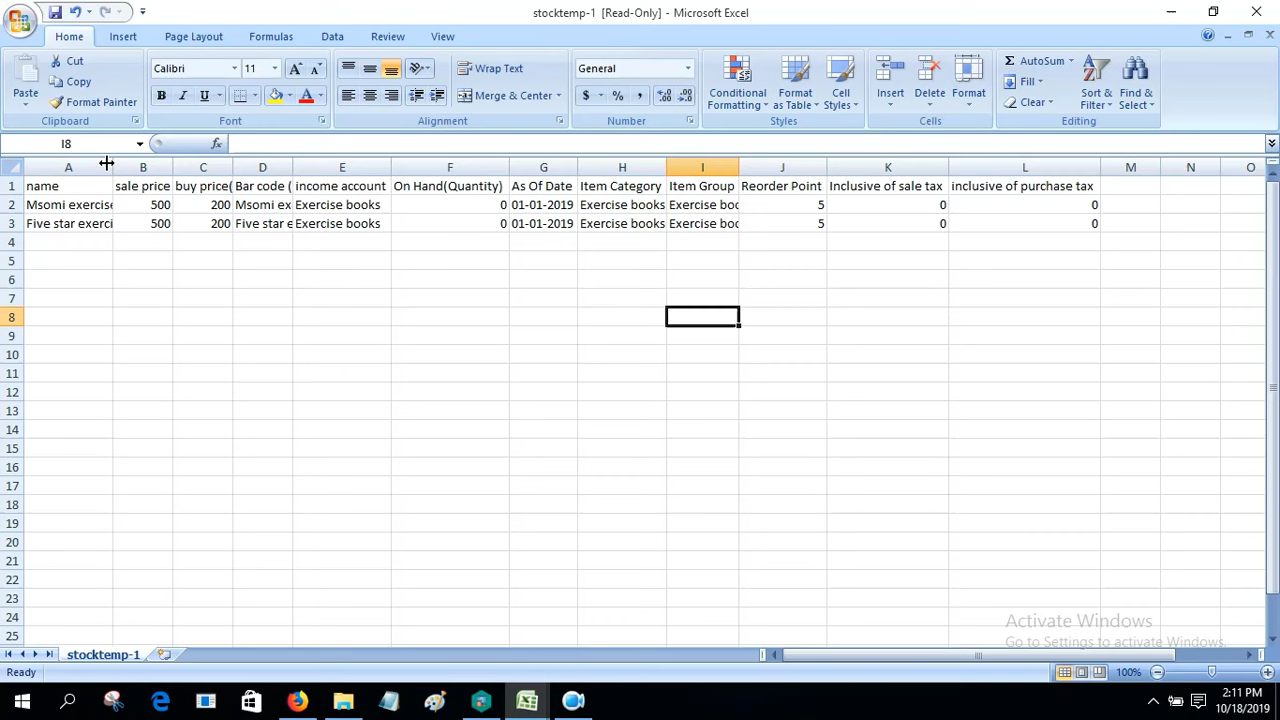 stocktemp-1 [Read-Only] - Microsoft Excel
Home Insert Page Layout Formulas Data Review View
Paste
Cut
Copy
Format Painter
Clipboard
Calibri 11
B I U A
Font
Wrap Text
Merge & Center
Alignment
General
$ % ,
Number
Conditional Formatting
Format as Table
Cell Styles
Styles
Insert Delete Format
Cells
AutoSum
Fill
Clear
Sort & Filter
Find & Select
Editing
I8 fx
A B C D E F G H I J K L M N O
1 name sale price buy price( Bar code ( income account On Hand(Quantity) As Of Date Item Category Item Group Reorder Point Inclusive of sale tax inclusive of purchase tax
2 Msomi exercise 500 200 Msomi ex Exercise books 0 01-01-2019 Exercise books Exercise boo 5 0 0
3 Five star exerci 500 200 Five star e Exercise books 0 01-01-2019 Exercise books Exercise boo 5 0 0
4
5
6
7
8
9
10
11
12
13
14
15
16
17
18
19
20
21
22
23
24
25
Activate Windows
Go to Settings to activate Windows.
stocktemp-1
Ready 100%
2:11 PM
10/18/2019